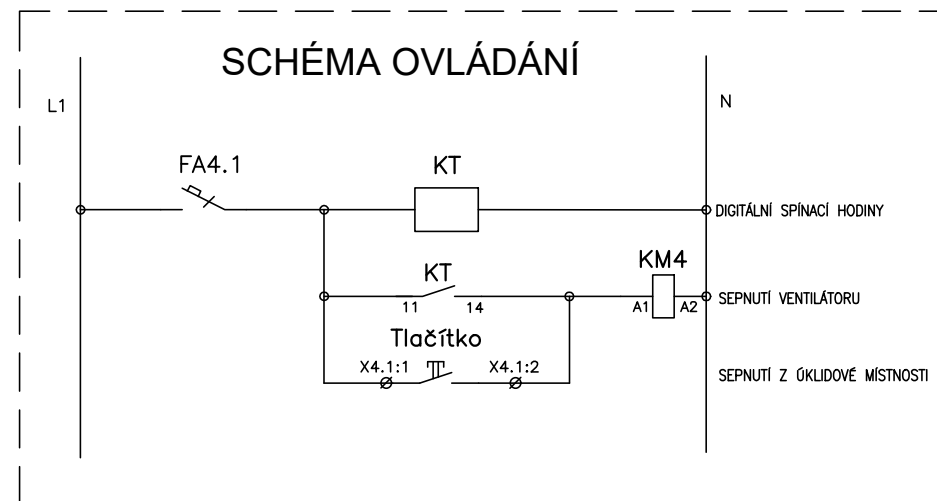 SCHÉMA OVLÁDÁNÍ
L1
N
FA4.1
KT
DIGITÁLNÍ SPÍNACÍ HODINY
KT
KM4
11
14
A1
A2
SEPNUTÍ VENTILÁTORU
Tlačítko
X4.1:1
X4.1:2
SEPNUTÍ Z ÚKLIDOVÉ MÍSTNOSTI